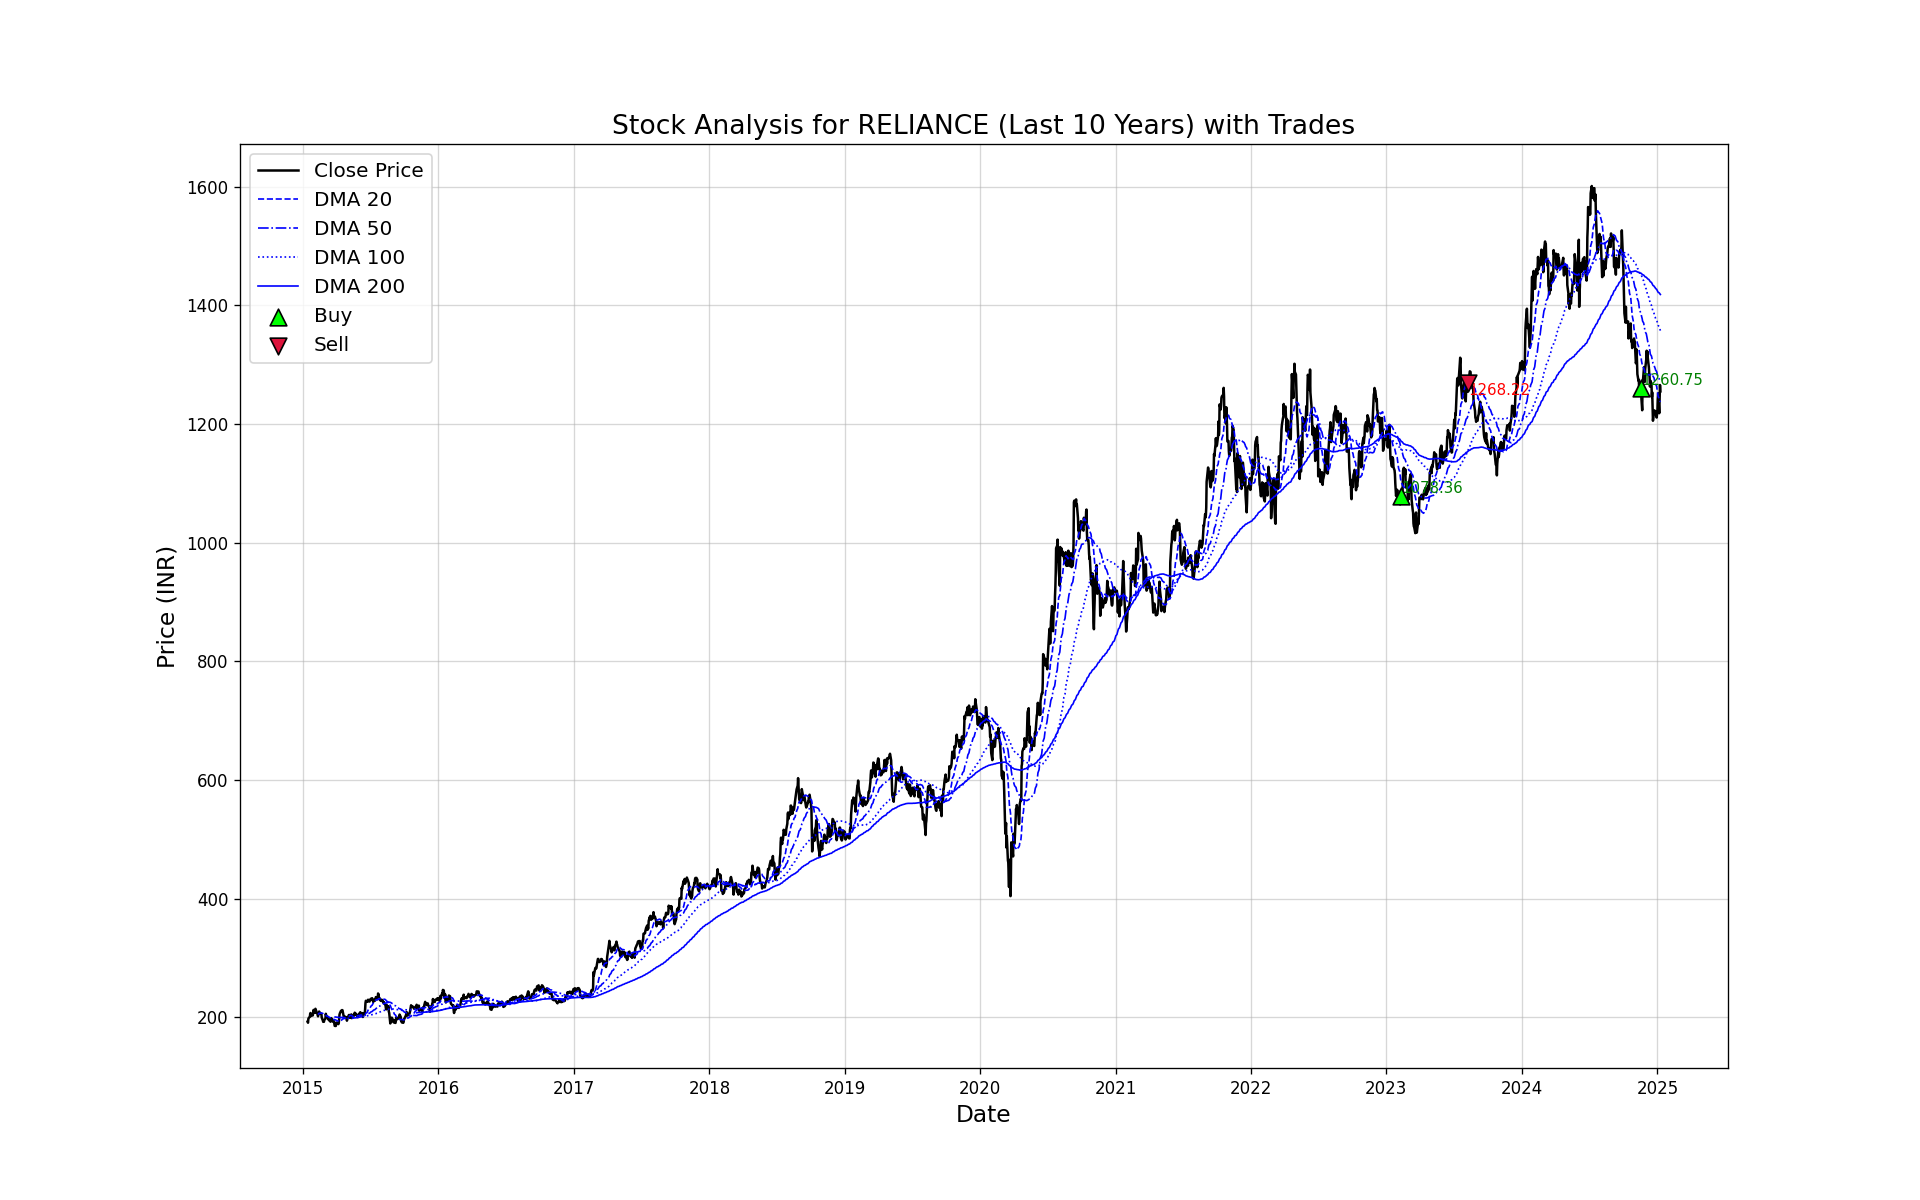 Stock Analysis for RELIANCE (Last 10 Years) with Trades
Close Price
DMA 20
DMA 50
DMA 100
DMA 200
Buy
Sell
1600
1400
1200
1000
800
600
400
200
Price (INR)
1268.22
1260.75
1078.36
2015
2016
2017
2018
2019
2020
2021
2022
2023
2024
2025
Date